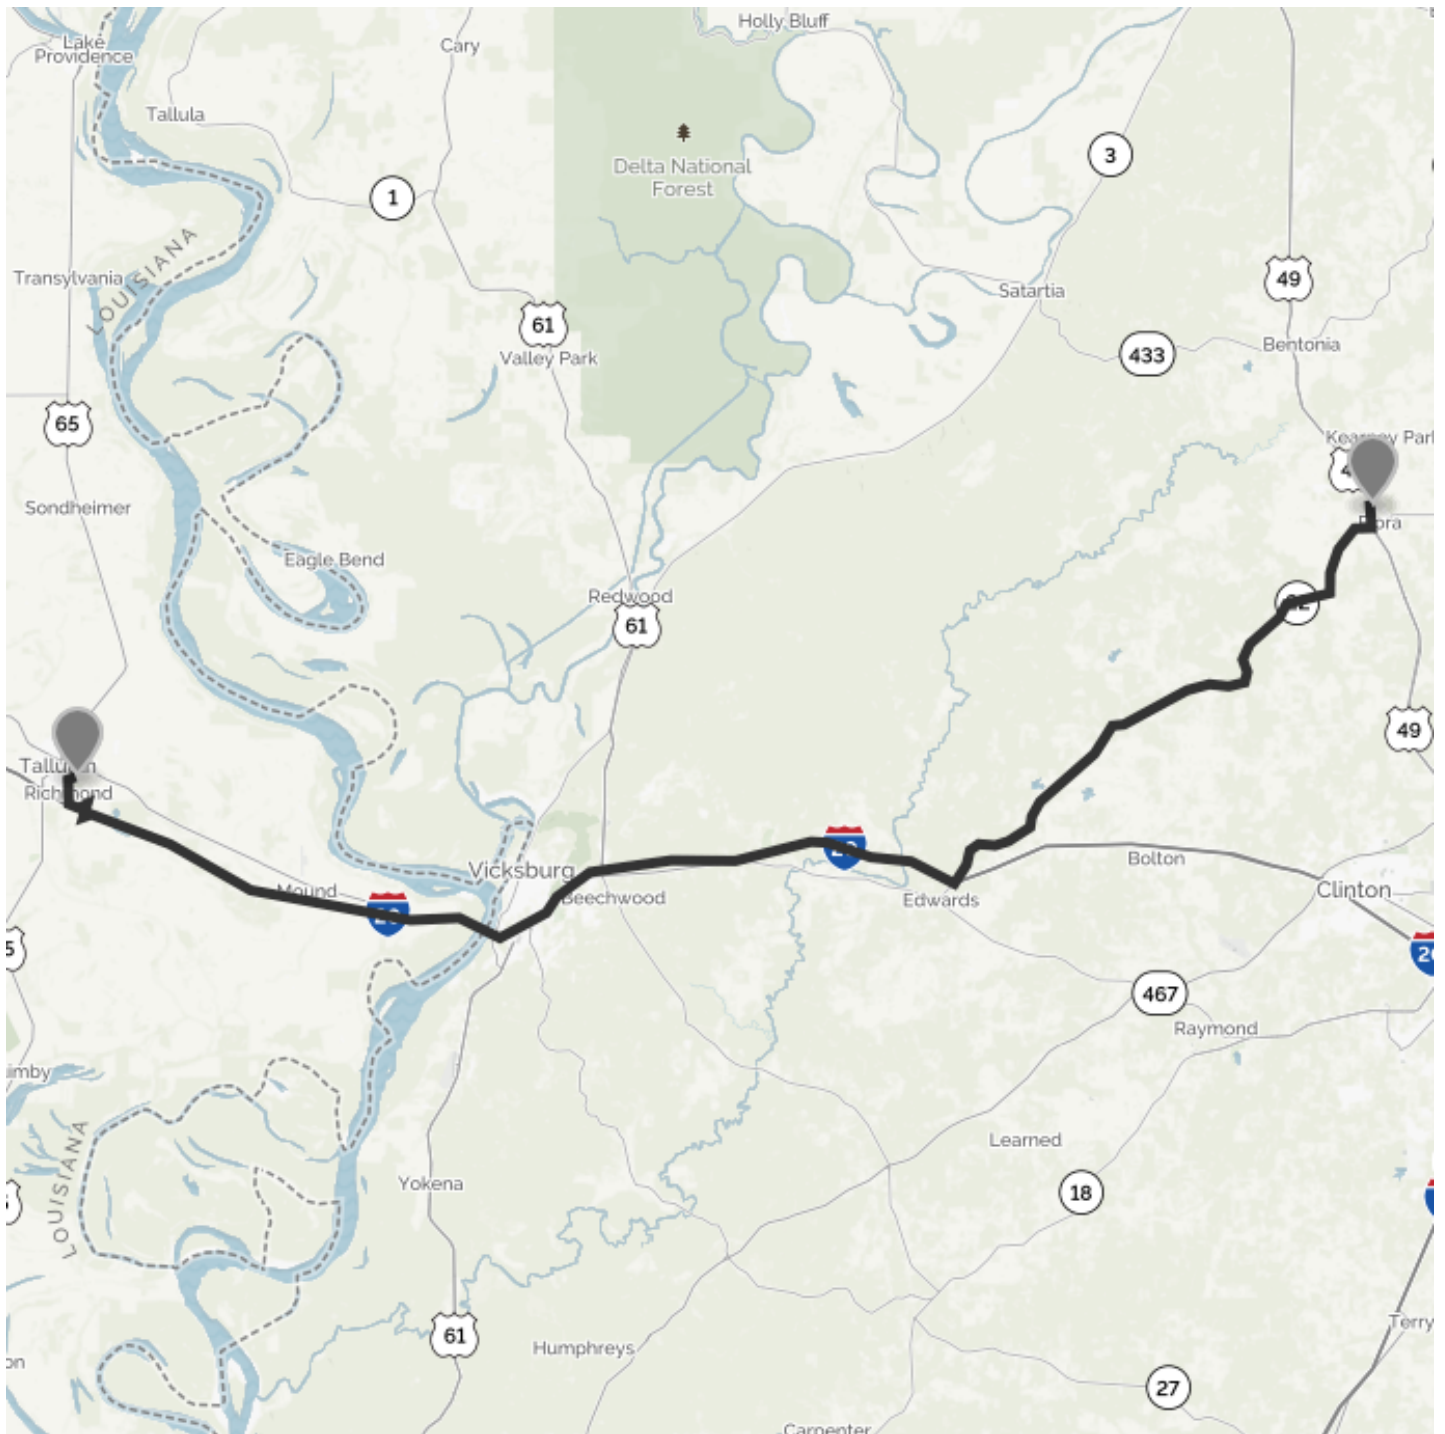 Holly Bluff
Lake
Providence
Cary
Tallula
3
Delta National
Forest
1
LOUISIANA
Transylvania
49
Satartia
61
Bentonia
Valley Park
433
65
Sondheimer
Eagle Bend
Redwood
61
49
Richmond
Vicksburg
Bolton
Mound
Clinton
Beechwood
Edwards
467
Raymond
Learned
LOUISIANA
Yokena
18
61
Terry
Humphreys
27
Carpenter